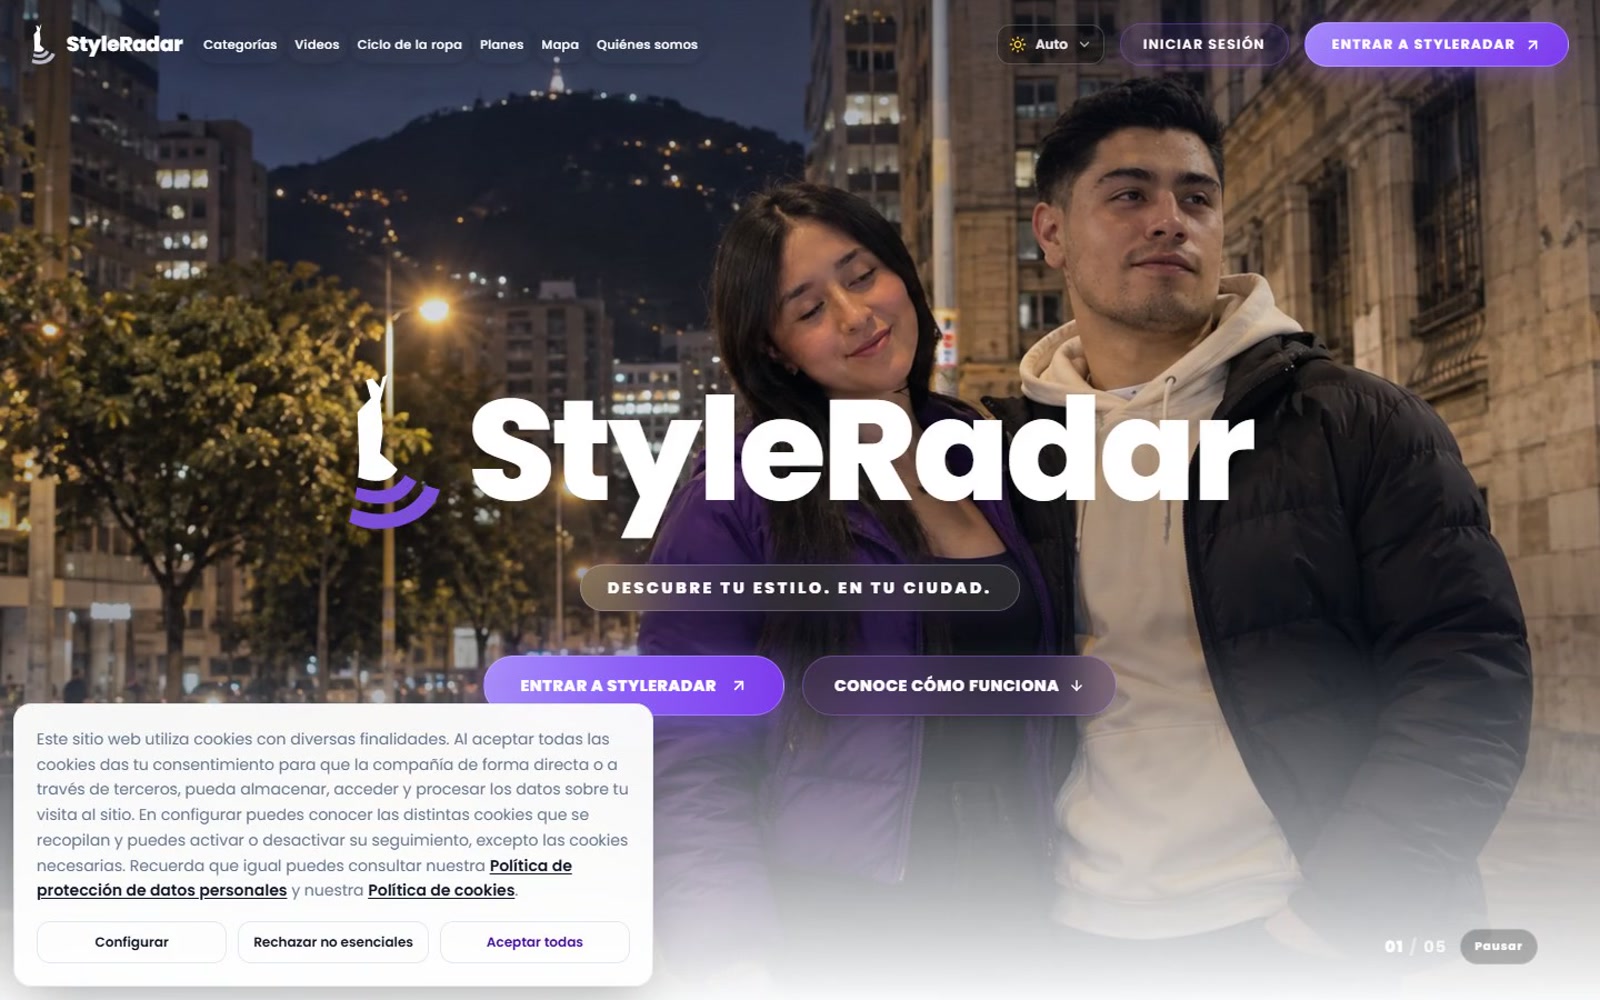 StyleRadar
Categorías
Videos
Ciclo de la ropa
Planes
Mapa
Quiénes somos
Auto
INICIAR SESIÓN
ENTRAR A STYLERADAR
StyleRadar
DESCUBRE TU ESTILO. EN TU CIUDAD.
ENTRAR A STYLERADAR
CONOCE CÓMO FUNCIONA
Este sitio web utiliza cookies con diversas finalidades. Al aceptar todas las
cookies das tu consentimiento para que la compañía de forma directa o a
través de terceros, pueda almacenar, acceder y procesar los datos sobre tu
visita al sitio. En configurar puedes conocer las distintas cookies que se
recopilan y puedes activar o desactivar su seguimiento, excepto las cookies
necesarias. Recuerda que igual puedes consultar nuestra Política de
protección de datos personales y nuestra Política de cookies.
Configurar
Rechazar no esenciales
Aceptar todas
01 / 05
Pausar